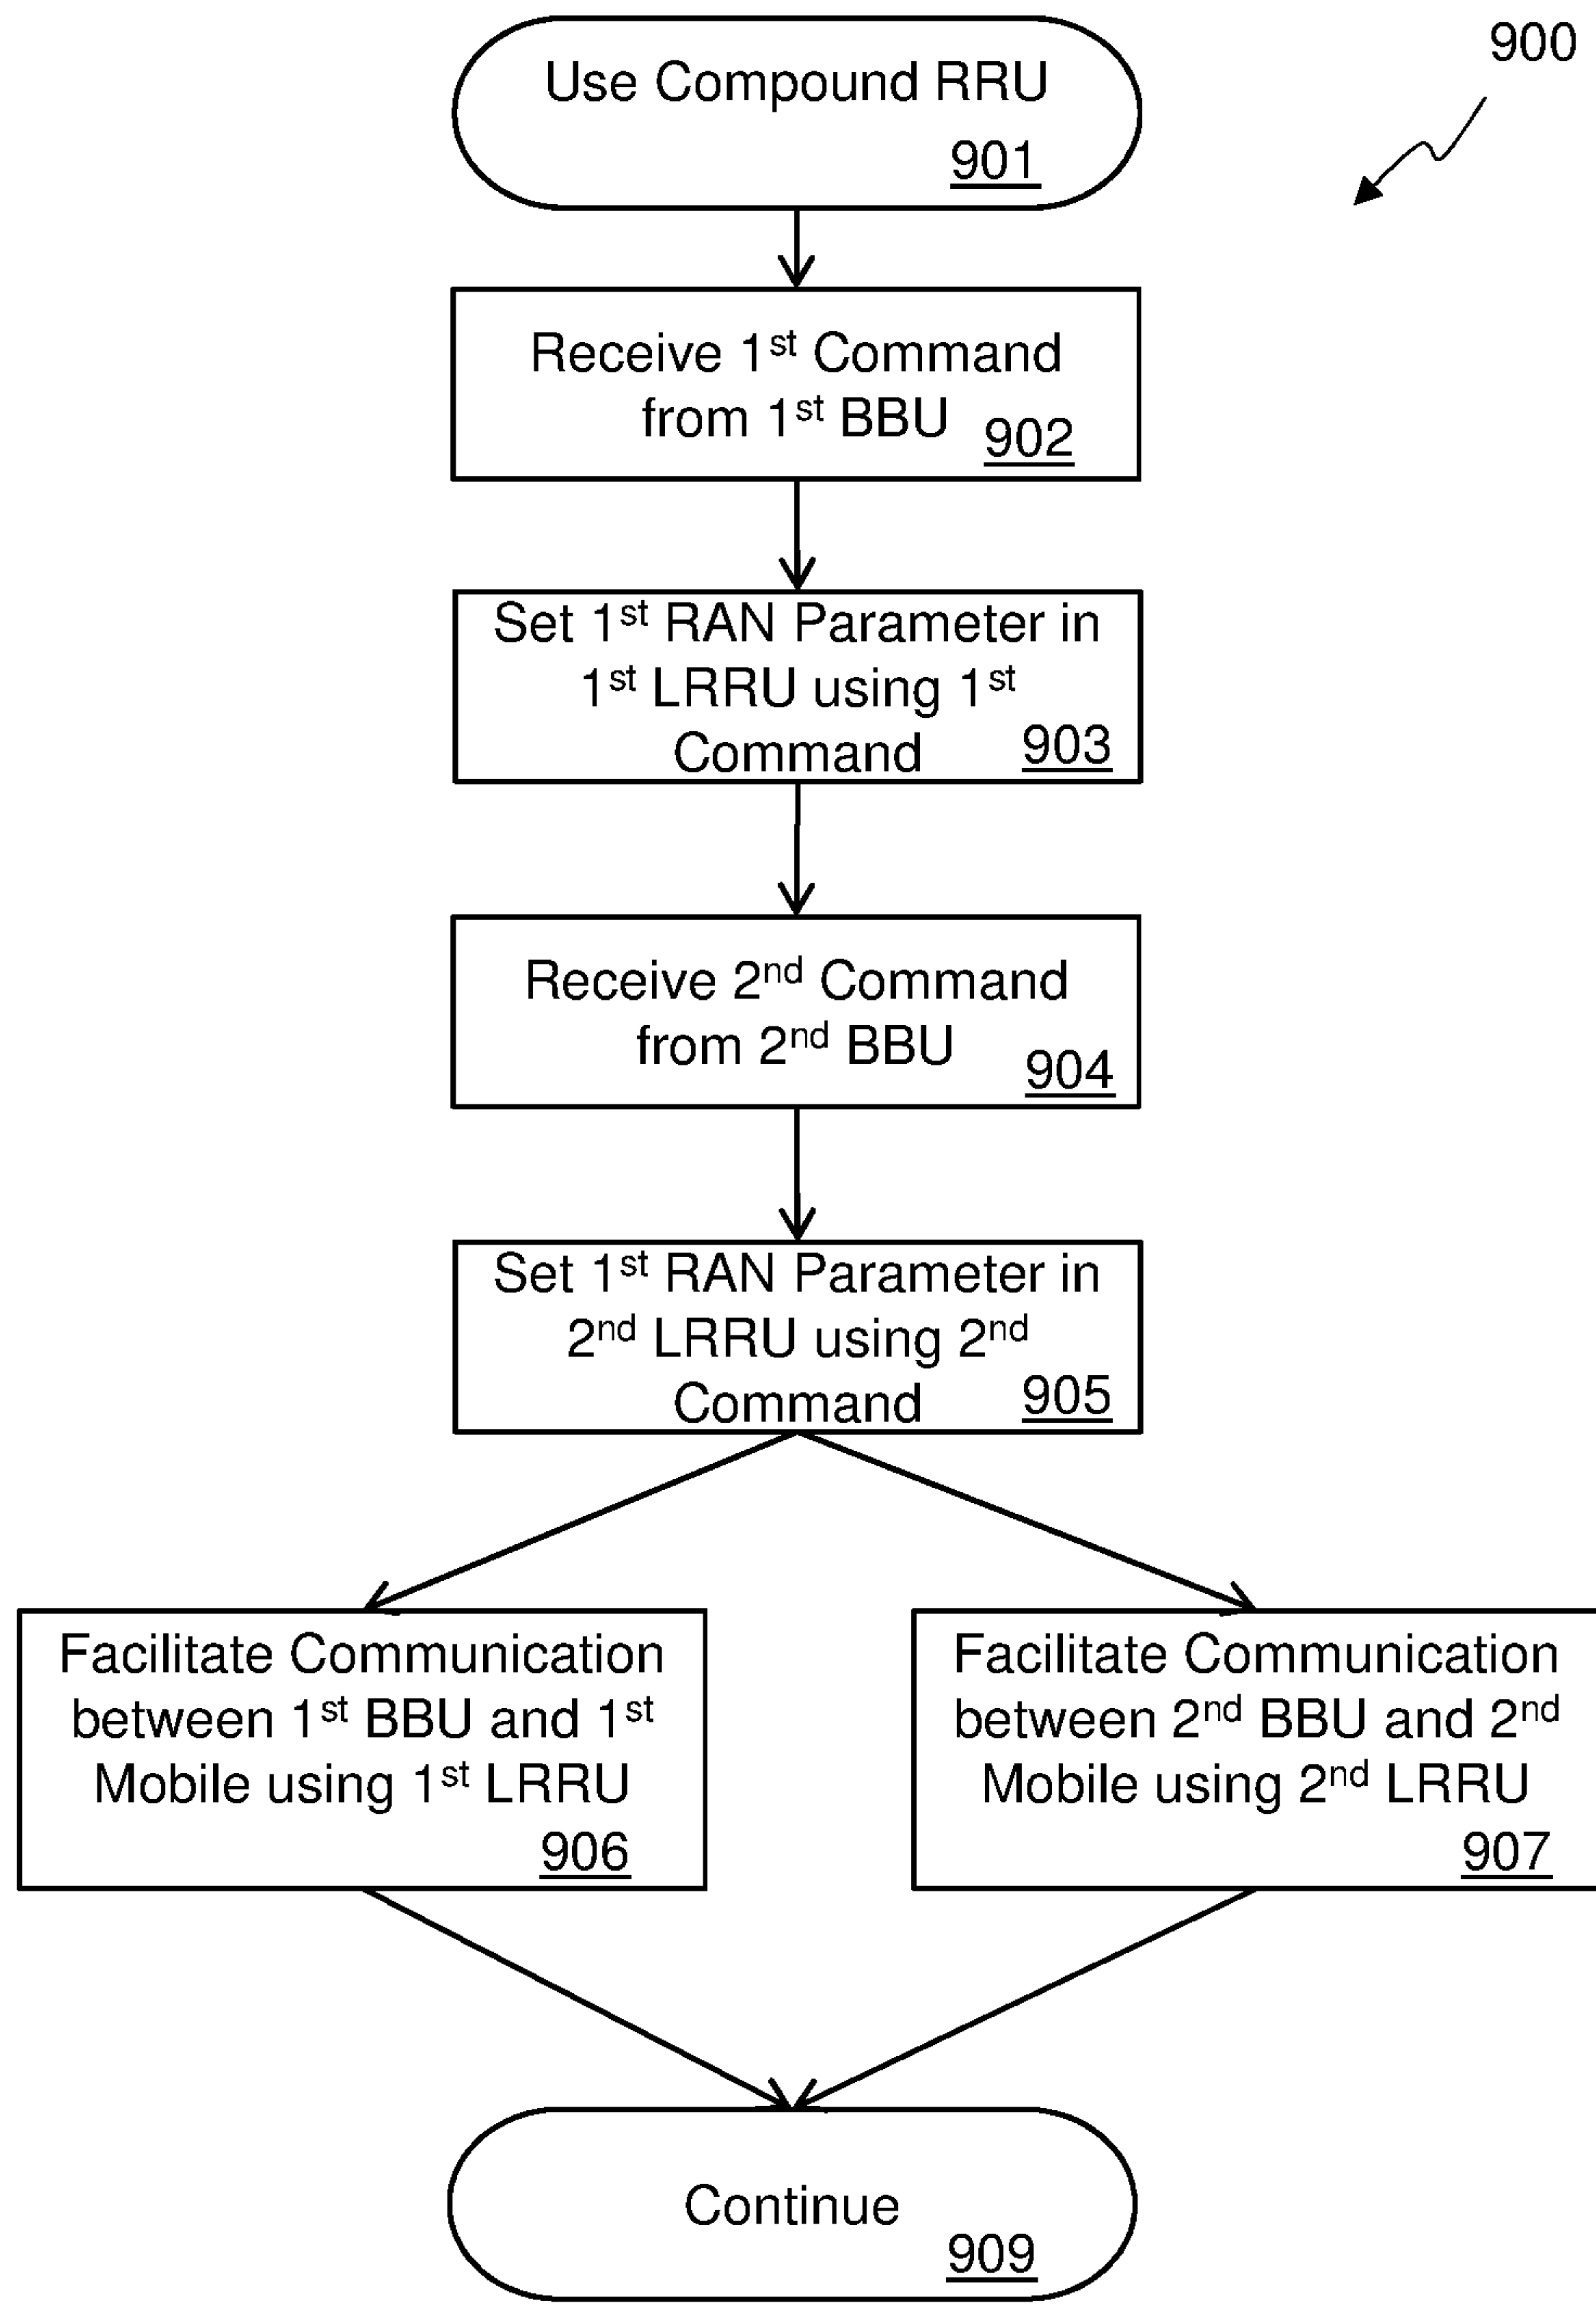 900
Use Compound RRU
901
Receive 1st Command
from 1st BBU
902
Set 1st RAN Parameter in
1st LRRU using 1st
Command
903
Receive 2nd Command
from 2nd BBU
904
Set 1st RAN Parameter in
2nd LRRU using 2nd
Command
905
Facilitate Communication
between 1st BBU and 1st
Mobile using 1st LRRU
906
Facilitate Communication
between 2nd BBU and 2nd
Mobile using 2nd LRRU
907
Continue
909